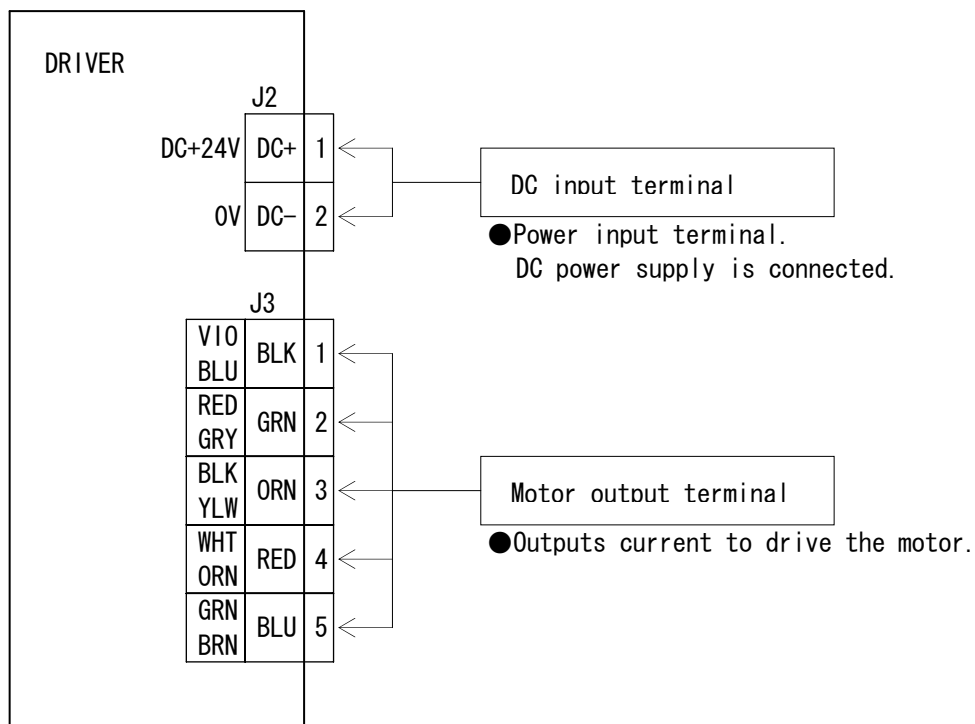 DRIVER
J2
DC+24V DC+ 1
0V DC- 2
DC input terminal
●Power input terminal.
DC power supply is connected.
J3
VIO
BLU
BLK 1
RED
GRY
GRN 2
BLK
YLW
ORN 3
WHT
ORN
RED 4
GRN
BRN
BLU 5
Motor output terminal
●Outputs current to drive the motor.